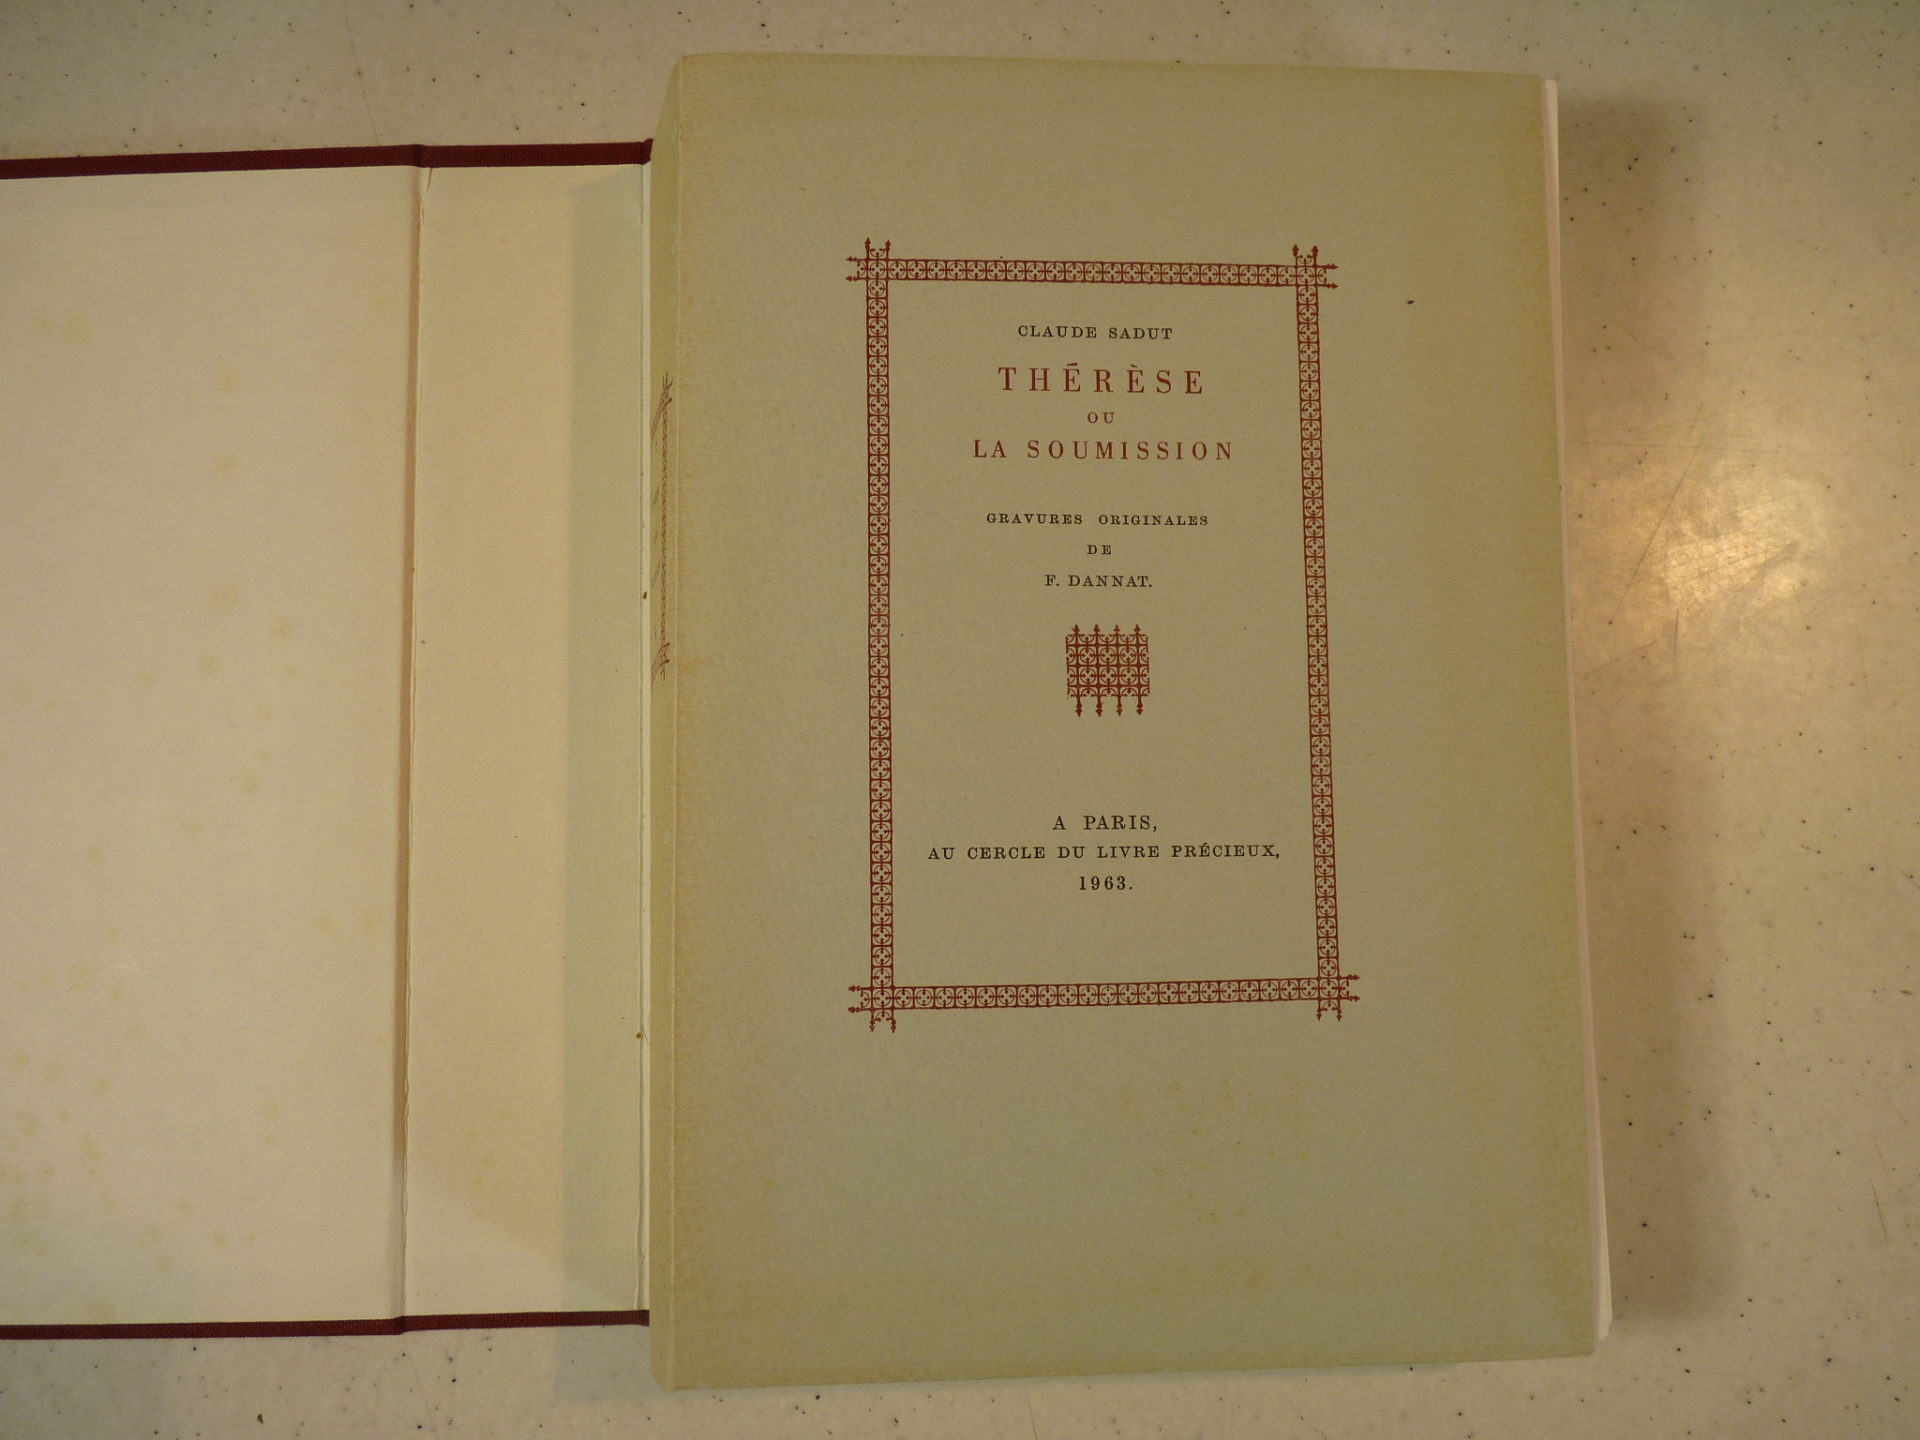 CLAUDE SADUT
THÉRÈSE
OU
LA SOUMISSION
GRAVURES ORIGINALES
DE
F. DANNAT.
A PARIS,
AU CERCLE DU LIVRE PRÉCIEUX,
1963.